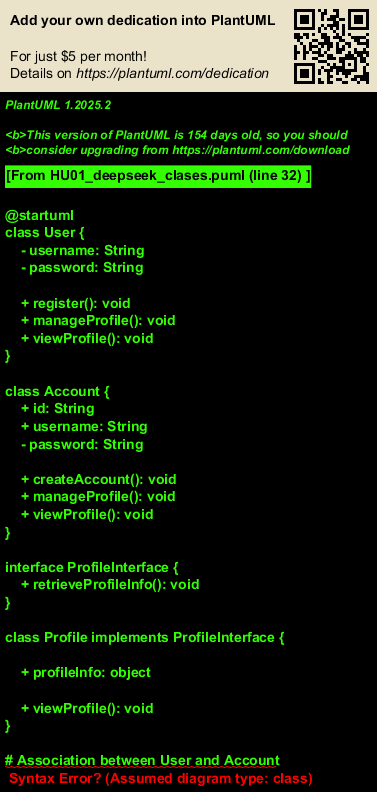 Add your own dedication into PlantUML
For just $5 per month!
Details on https://plantuml.com/dedication
PlantUML 1.2025.2
<b>This version of PlantUML is 154 days old, so you should
<b>consider upgrading from https://plantuml.com/download
[From HU01_deepseek_clases.puml (line 32) ]
@startuml
class User {
- username: String
- password: String
+ register(): void
+ manageProfile(): void
+ viewProfile(): void
}
class Account {
+ id: String
+ username: String
- password: String
+ createAccount(): void
+ manageProfile(): void
+ viewProfile(): void
}
interface ProfileInterface {
+ retrieveProfileInfo(): void
}
class Profile implements ProfileInterface {
+ profileInfo: object
+ viewProfile(): void
}
# Association between User and Account
Syntax Error? (Assumed diagram type: class)